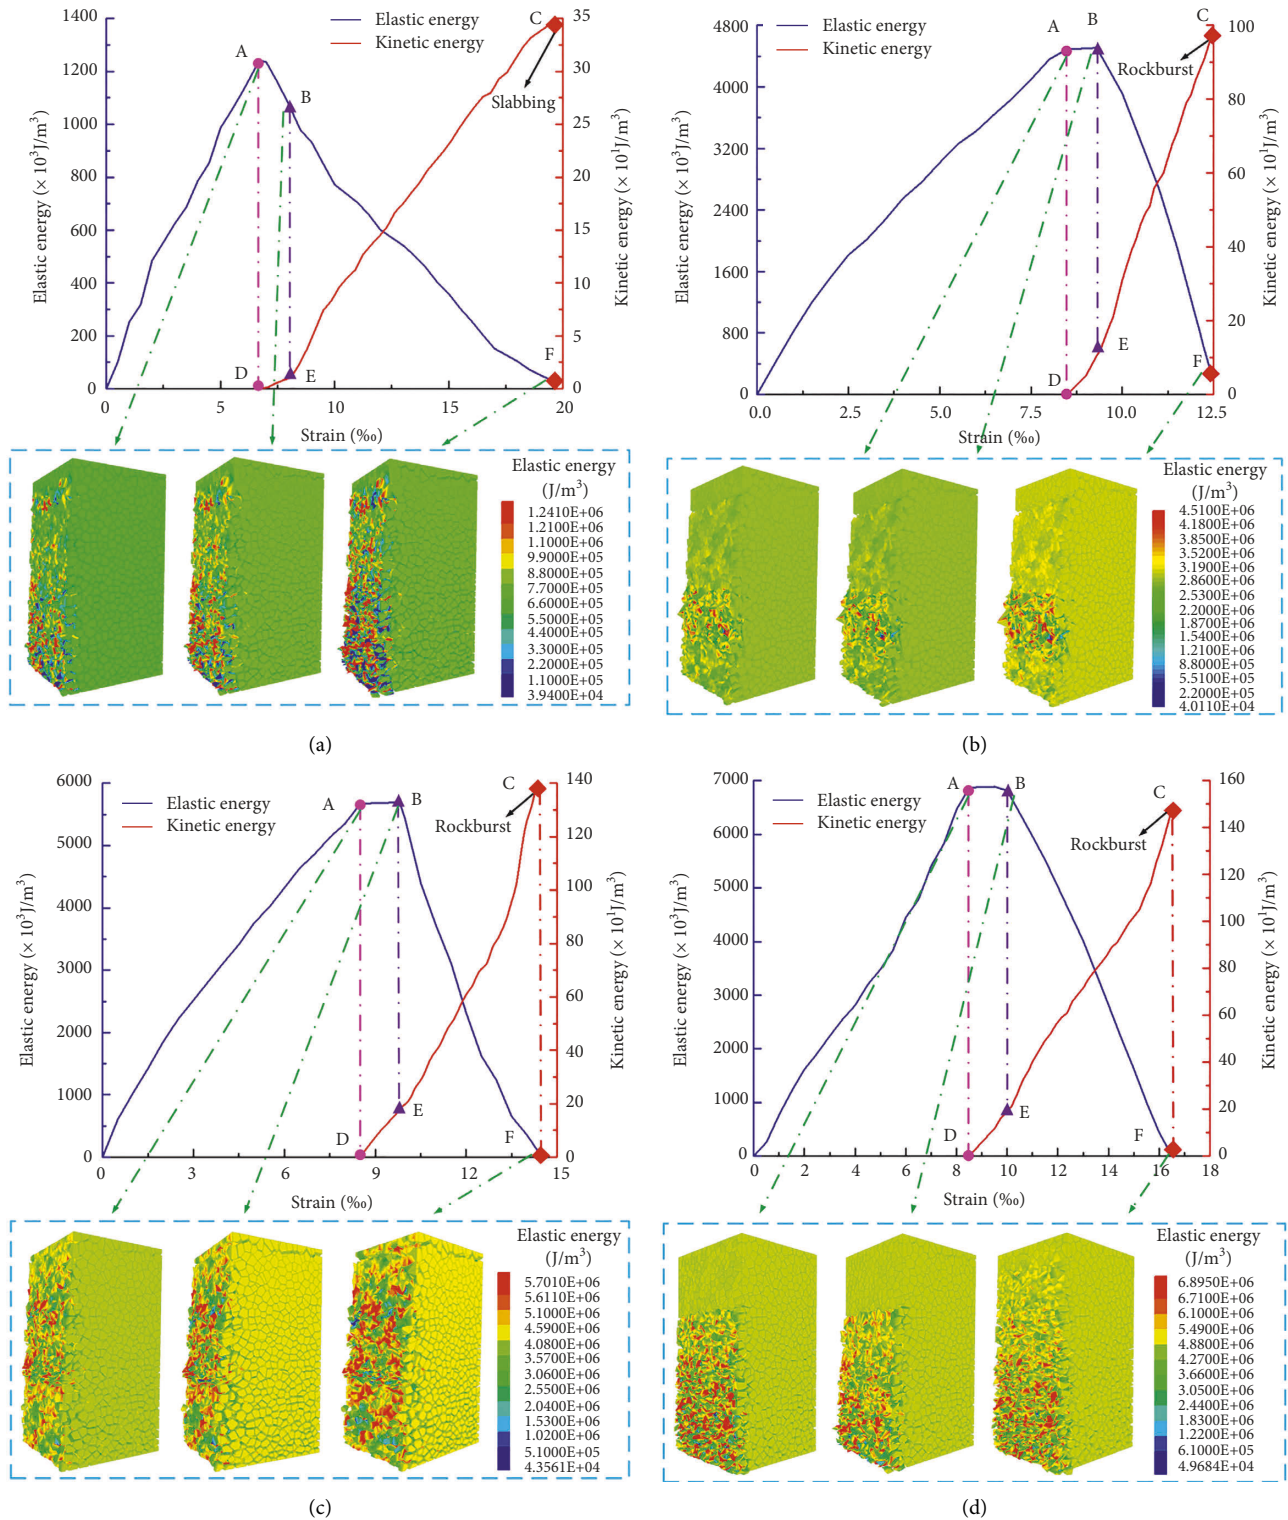 1400
1200
1000
800
600
400
200
0
Elastic energy (× 10³J/m³)
Elastic energy
Kinetic energy
A
B
C
D
E
F
Slabbing
35
30
25
20
15
10
5
0
Kinetic energy (× 10¹J/m³)
0 5 10 15 20
Strain (‰)
Elastic energy
(J/m³)
1.2410E+06
1.2100E+06
1.1000E+06
9.9000E+05
8.8000E+05
7.7000E+05
6.6000E+05
5.5000E+05
4.4000E+05
3.3000E+05
2.2000E+05
1.1000E+05
3.9400E+04
(a)
4800
4000
3200
2400
1600
800
0
Elastic energy (× 10³J/m³)
Elastic energy
Kinetic energy
A
B
C
D
E
F
Rockburst
100
80
60
40
20
0
Kinetic energy (× 10¹J/m³)
0.0 2.5 5.0 7.5 10.0 12.5
Strain (‰)
Elastic energy
(J/m³)
4.5100E+06
4.1800E+06
3.8500E+06
3.5200E+06
3.1900E+06
2.8600E+06
2.5300E+06
2.2000E+06
1.8700E+06
1.5400E+06
1.2100E+06
8.8000E+05
5.5100E+05
2.2000E+05
4.0110E+04
(b)
6000
5000
4000
3000
2000
1000
0
Elastic energy (× 10³J/m³)
Elastic energy
Kinetic energy
A
B
C
D
E
F
Rockburst
140
120
100
80
60
40
20
0
Kinetic energy (× 10¹J/m³)
0 3 6 9 12 15
Strain (‰)
Elastic energy
(J/m³)
5.7010E+06
5.6110E+06
5.1000E+06
4.5900E+06
4.0800E+06
3.5700E+06
3.0600E+06
2.5500E+06
2.0400E+06
1.5300E+06
1.0200E+06
5.1000E+05
4.3561E+04
(c)
7000
6000
5000
4000
3000
2000
1000
0
Elastic energy (× 10³J/m³)
Elastic energy
Kinetic energy
A
B
C
D
E
F
Rockburst
160
140
120
100
80
60
40
20
0
Kinetic energy (× 10¹J/m³)
0 2 4 6 8 10 12 14 16 18
Strain (‰)
Elastic energy
(J/m³)
6.8950E+06
6.7100E+06
6.1000E+06
5.4900E+06
4.8800E+06
4.2700E+06
3.6600E+06
3.0500E+06
2.4400E+06
1.8300E+06
1.2200E+06
6.1000E+05
4.9684E+04
(d)